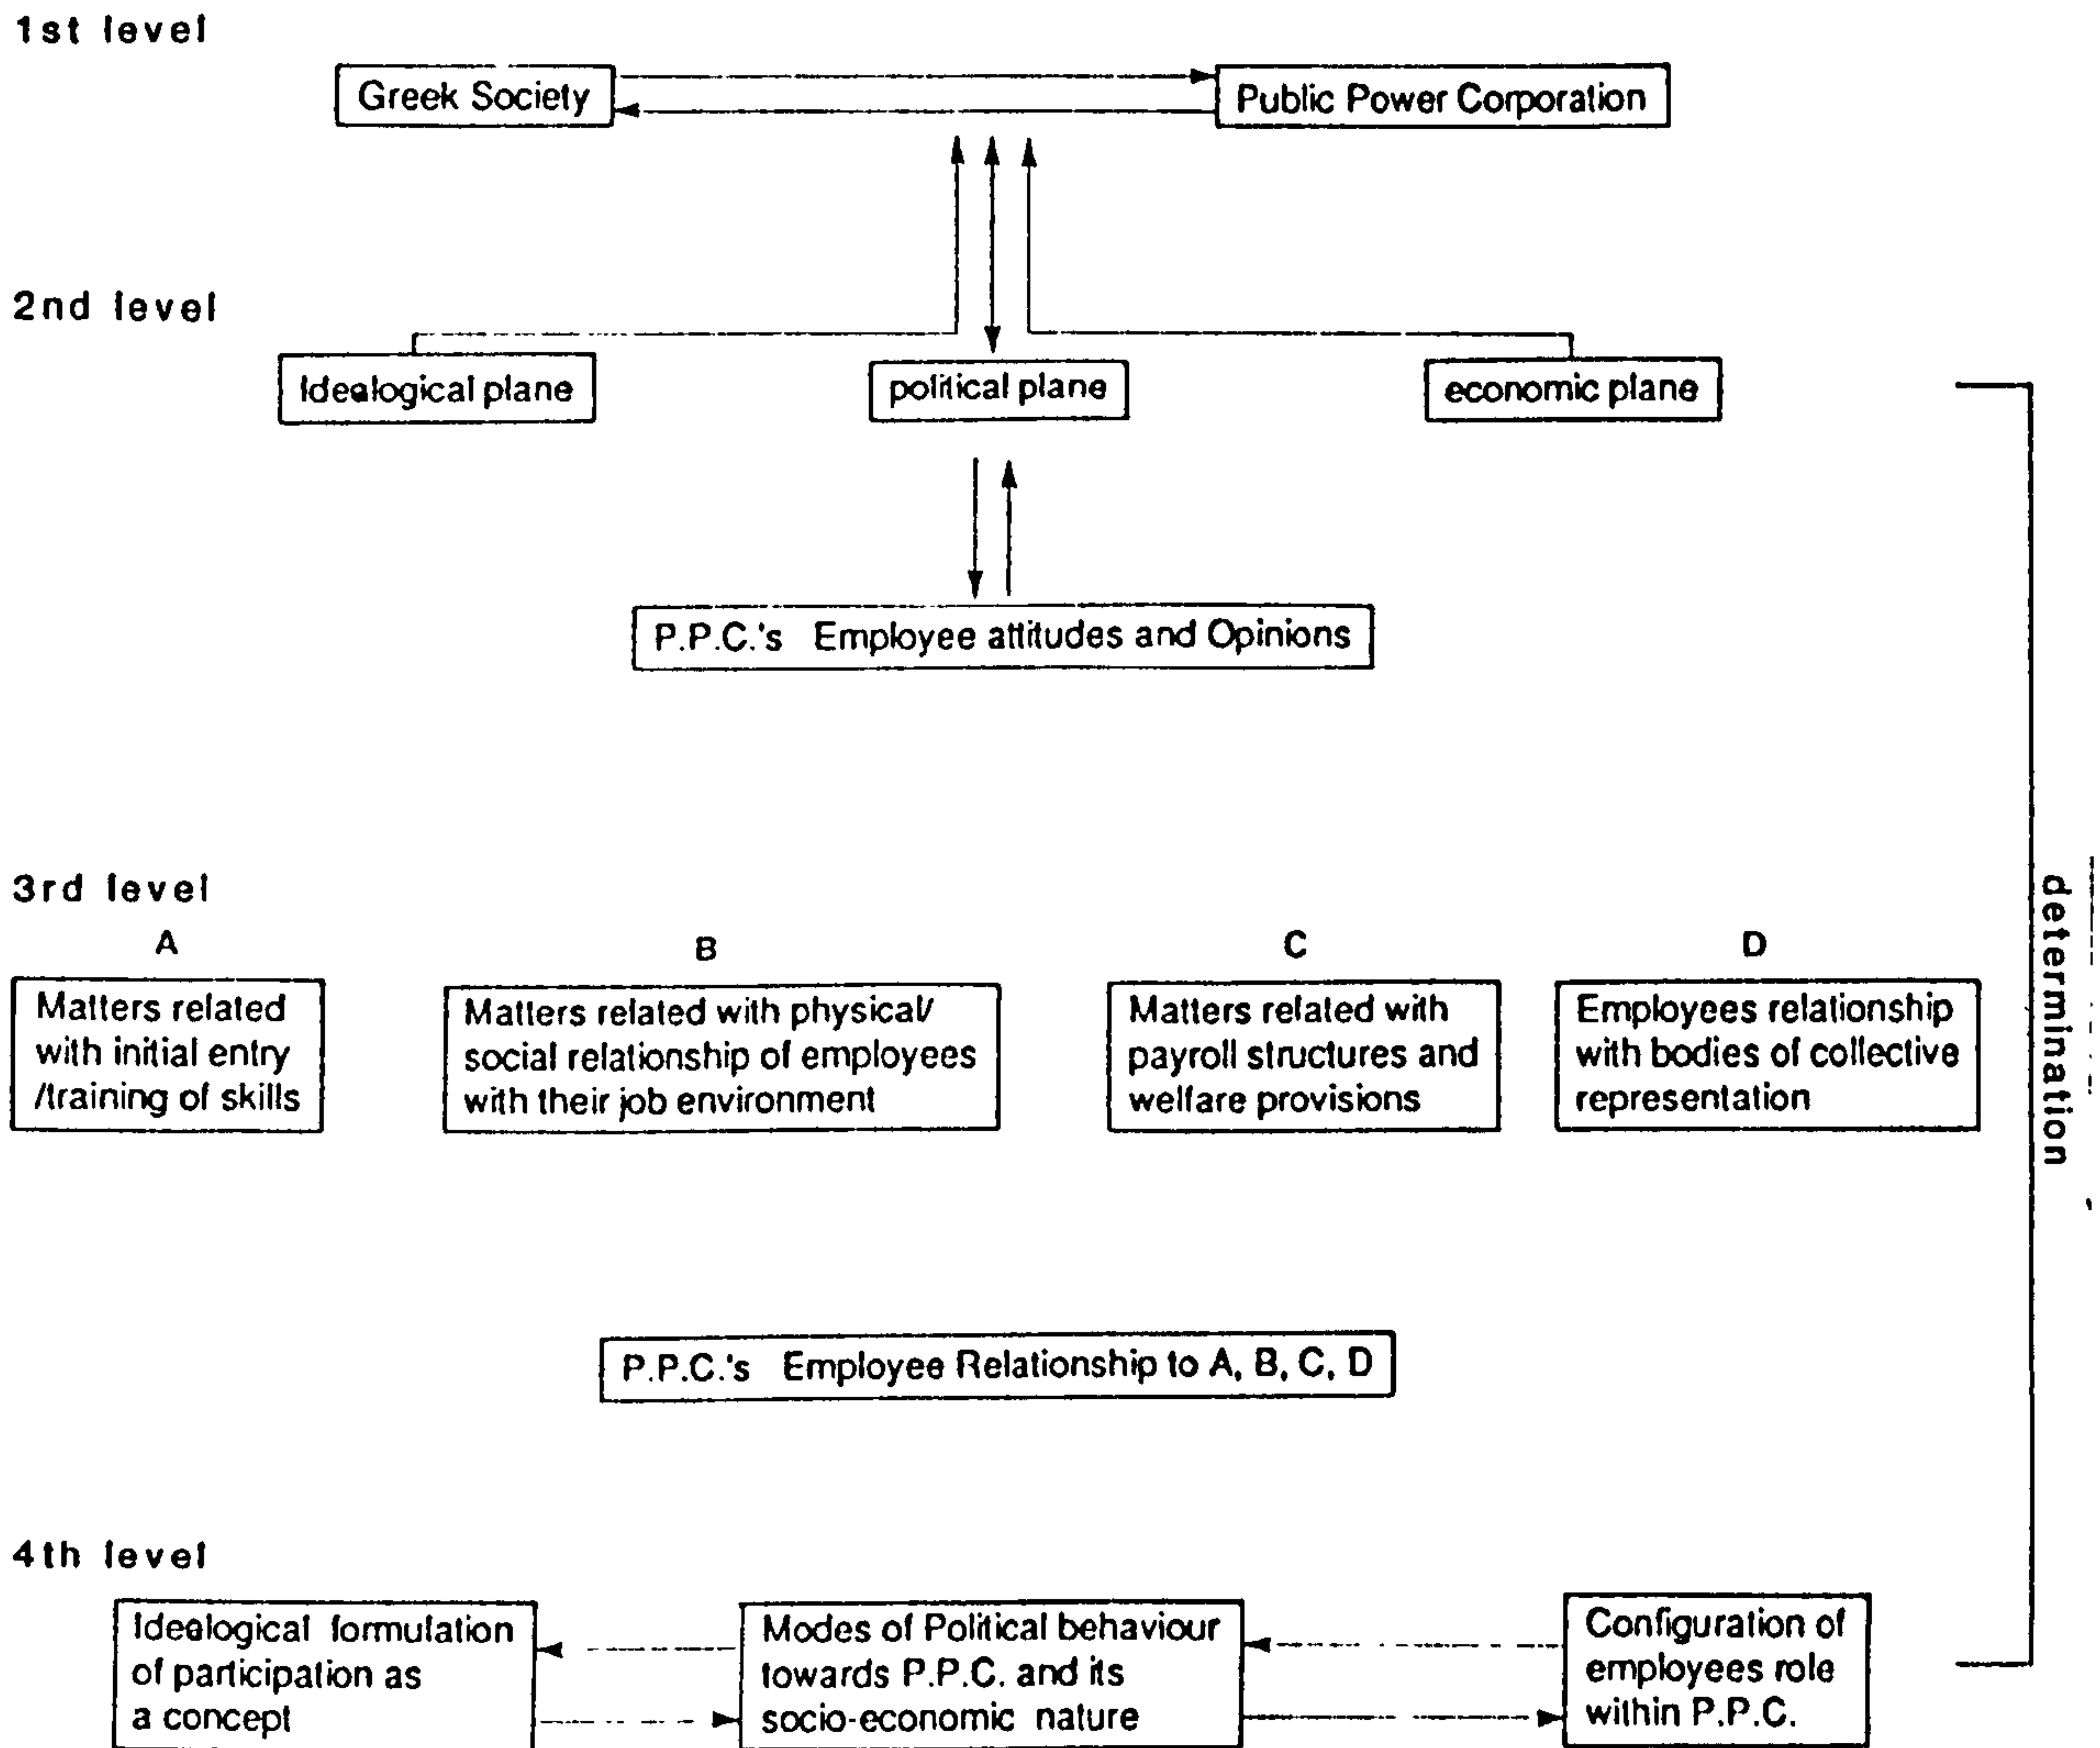 1st level
Greek Society
Public Power Corporation
2nd level
Idealogical plane
political plane
economic plane
P.P.C.'s Employee attitudes and Opinions
3rd level
A
B
C
D
Matters related
with initial entry
/training of skills
Matters related with physical/
social relationship of employees
with their job environment
Matters related with
payroll structures and
welfare provisions
Employees relationship
with bodies of collective
representation
determination
P.P.C.'s Employee Relationship to A, B, C, D
4th level
Idealogical formulation
of participation as
a concept
Modes of Political behaviour
towards P.P.C. and its
socio-economic nature
Configuration of
employees role
within P.P.C.